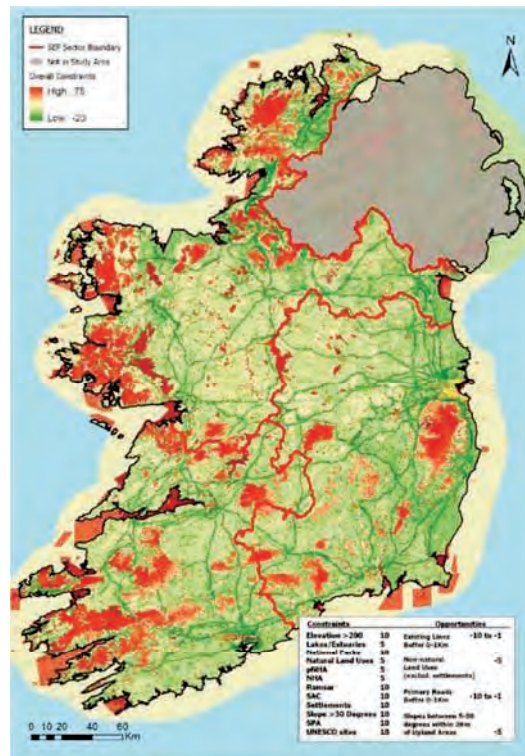 LEGEND
SEF Sector Boundary
Not in Study Area
Overall Constraints
High: 75
Low: -20
N
0 10 20 40 60
Km
Constraints Opportunities
Elevation >200 10 Existing Lines -10 to -1
Lakes/Estuaries 5 Buffer 0-1Km
National Parks 10
Natural Land Uses 5 Non-natural -5
pNHA 5 Land Uses
NHA 5 (exclud. settlements)
Ramsar 10
SAC 10 Primary Roads -10 to -1
Settlements 10 Buffer 0-1Km
Slope >30 Degrees 10 Slopes between
SPA 10 degrees within
UNESCO sites 10 of Upland Areas -5